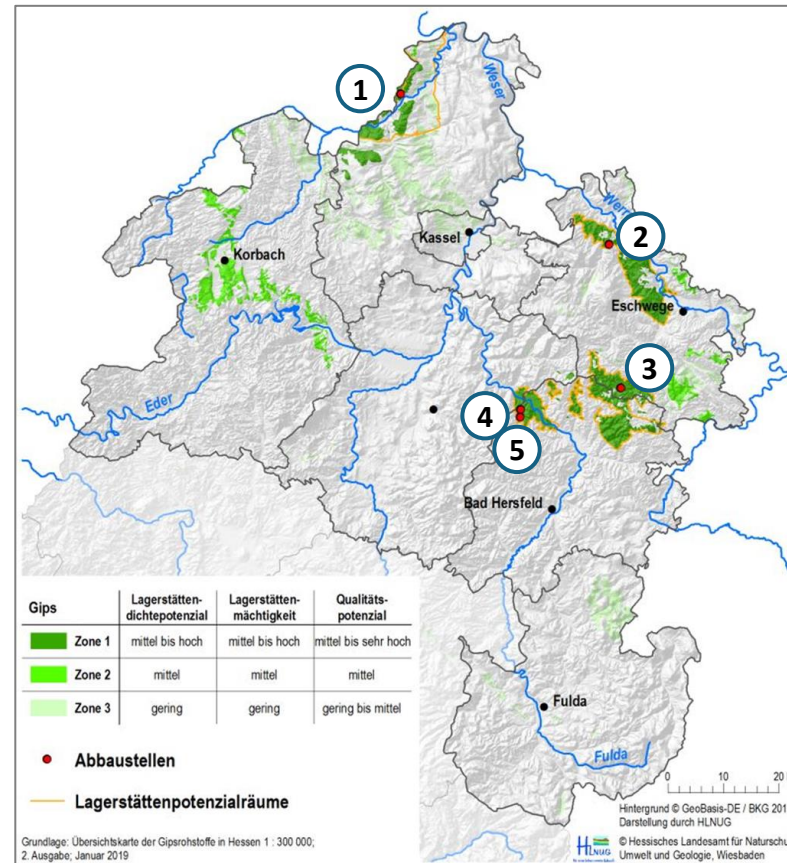 1
Weser
2
Werra
Kassel
Korbach
Eschwege
3
Eder
4
5
Bad Hersfeld
Gips
Lagerstätten-
dichtepotenzial
Lagerstätten-
mächtigkeit
Qualitäts-
potenzial
Zone 1 mittel bis hoch mittel bis hoch mittel bis sehr hoch
Zone 2 mittel mittel mittel
Zone 3 gering gering gering bis mittel
Abbaustellen
Lagerstättenpotenzialräume
Fulda
Fulda
0 20
Hintergrund © GeoBasis-DE / BKG 201
Darstellung durch HLNUG
Grundlage: Übersichtskarte der Gipsrohstoffe in Hessen 1 : 300 000;
2. Ausgabe; Januar 2019
HLNUG
© Hessisches Landesamt für Naturschu
Umwelt und Geologie, Wiesbaden